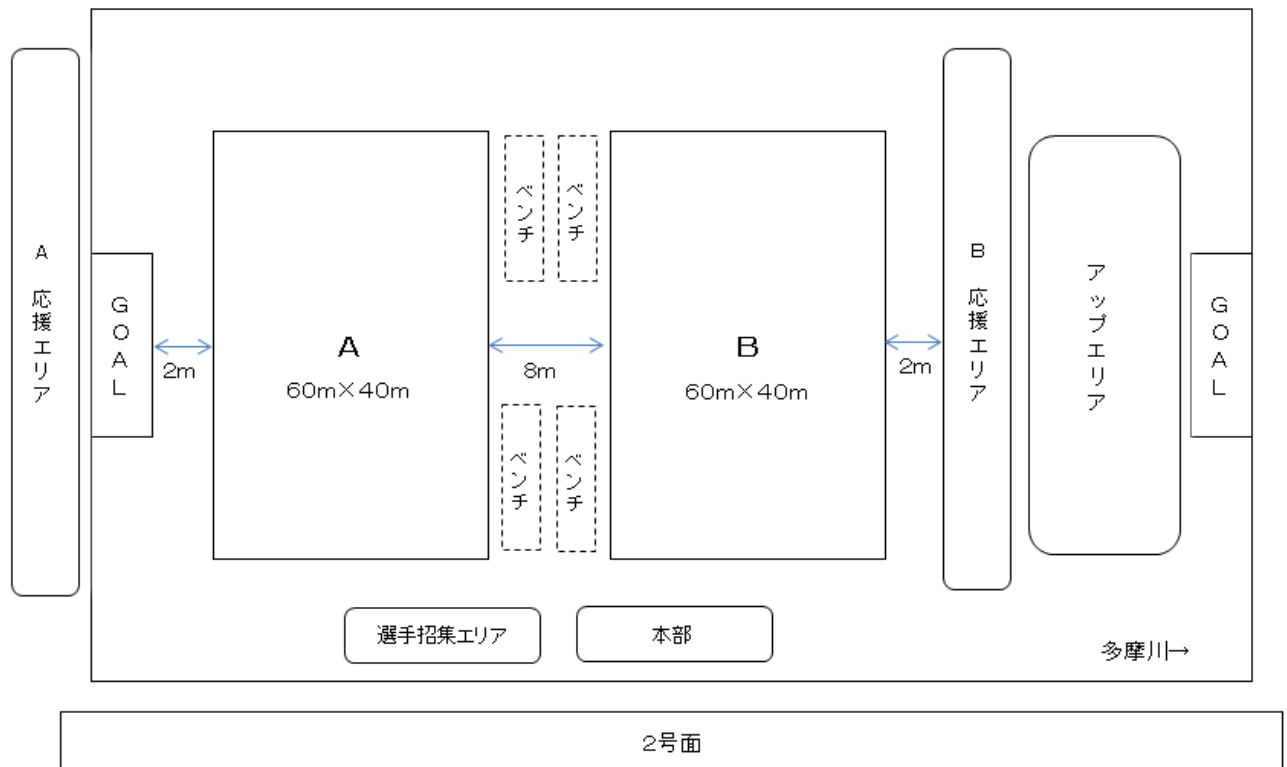 A 応援エリア
GOAL
2m
A
60m×40m
ベンチ
ベンチ
8m
ベンチ
ベンチ
B
60m×40m
2m
B 応援エリア
アップエリア
GOAL
選手招集エリア
本部
多摩川→
2号面